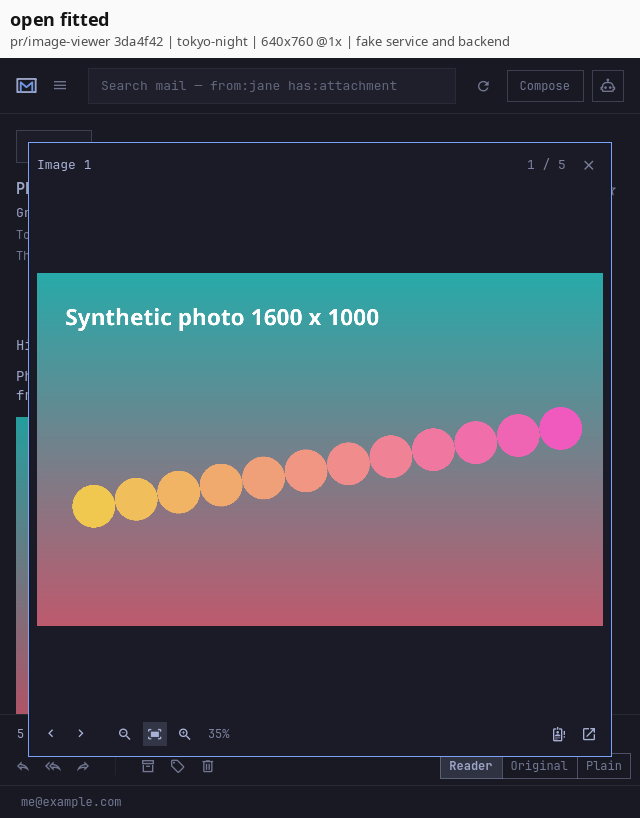 open fitted
pr/image-viewer 3da4f42 | tokyo-night | 640x760 @1x | fake service and backend
Search mail — from:jane has:attachment
Compose
Image 1
1 / 5
Synthetic photo 1600 x 1000
35%
5
Reader
Original
Plain
me@example.com